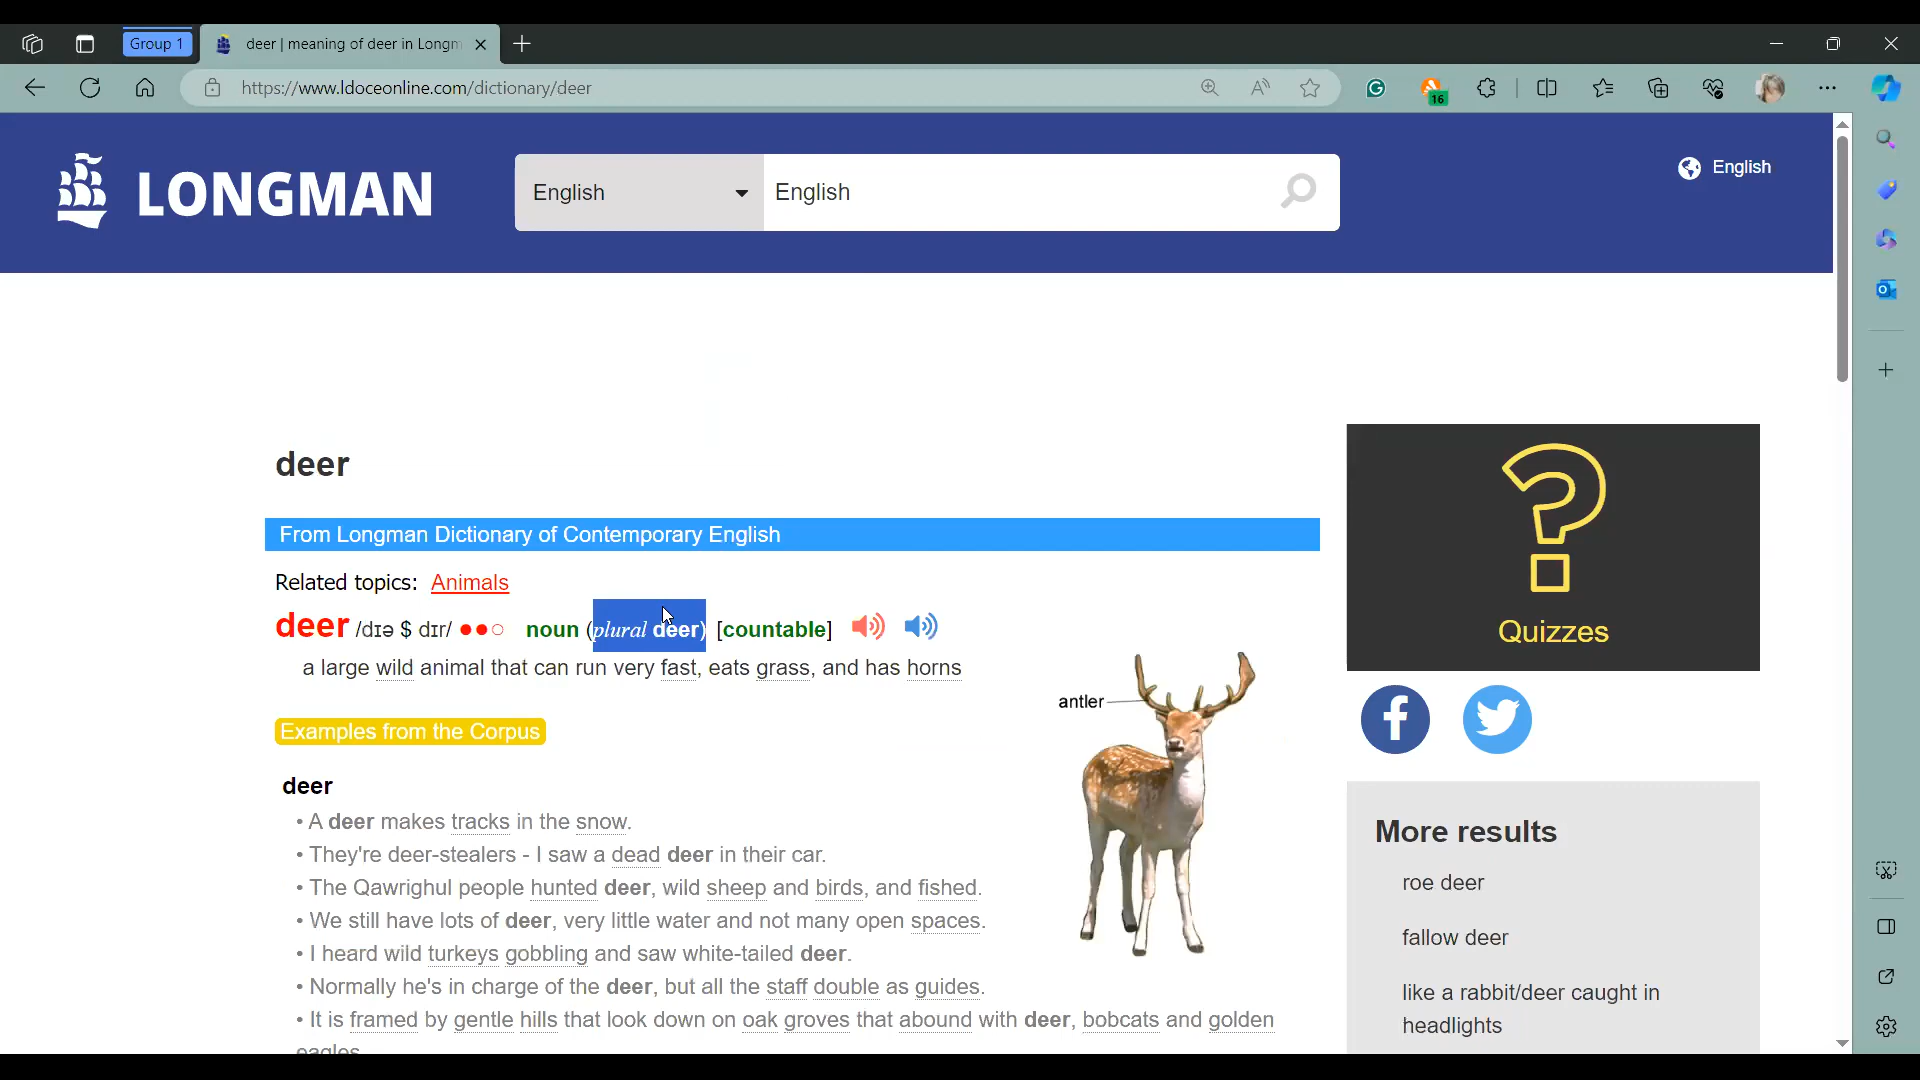 Group 1
deer | meaning of deer in Longm
https://www.ldoceonline.com/dictionary/deer
16
LONGMAN
English
English
English
deer
From Longman Dictionary of Contemporary English
Related topics: Animals
deer /dɪə $ dɪr/ ●●○ noun (plural deer) [countable]
a large wild animal that can run very fast, eats grass, and has horns
antler
Examples from the Corpus
deer
• A deer makes tracks in the snow.
• They're deer-stealers - I saw a dead deer in their car.
• The Qawrighul people hunted deer, wild sheep and birds, and fished.
• We still have lots of deer, very little water and not many open spaces.
• I heard wild turkeys gobbling and saw white-tailed deer.
• Normally he's in charge of the deer, but all the staff double as guides.
• It is framed by gentle hills that look down on oak groves that abound with deer, bobcats and golden
eagles.
Quizzes
More results
roe deer
fallow deer
like a rabbit/deer caught in
headlights